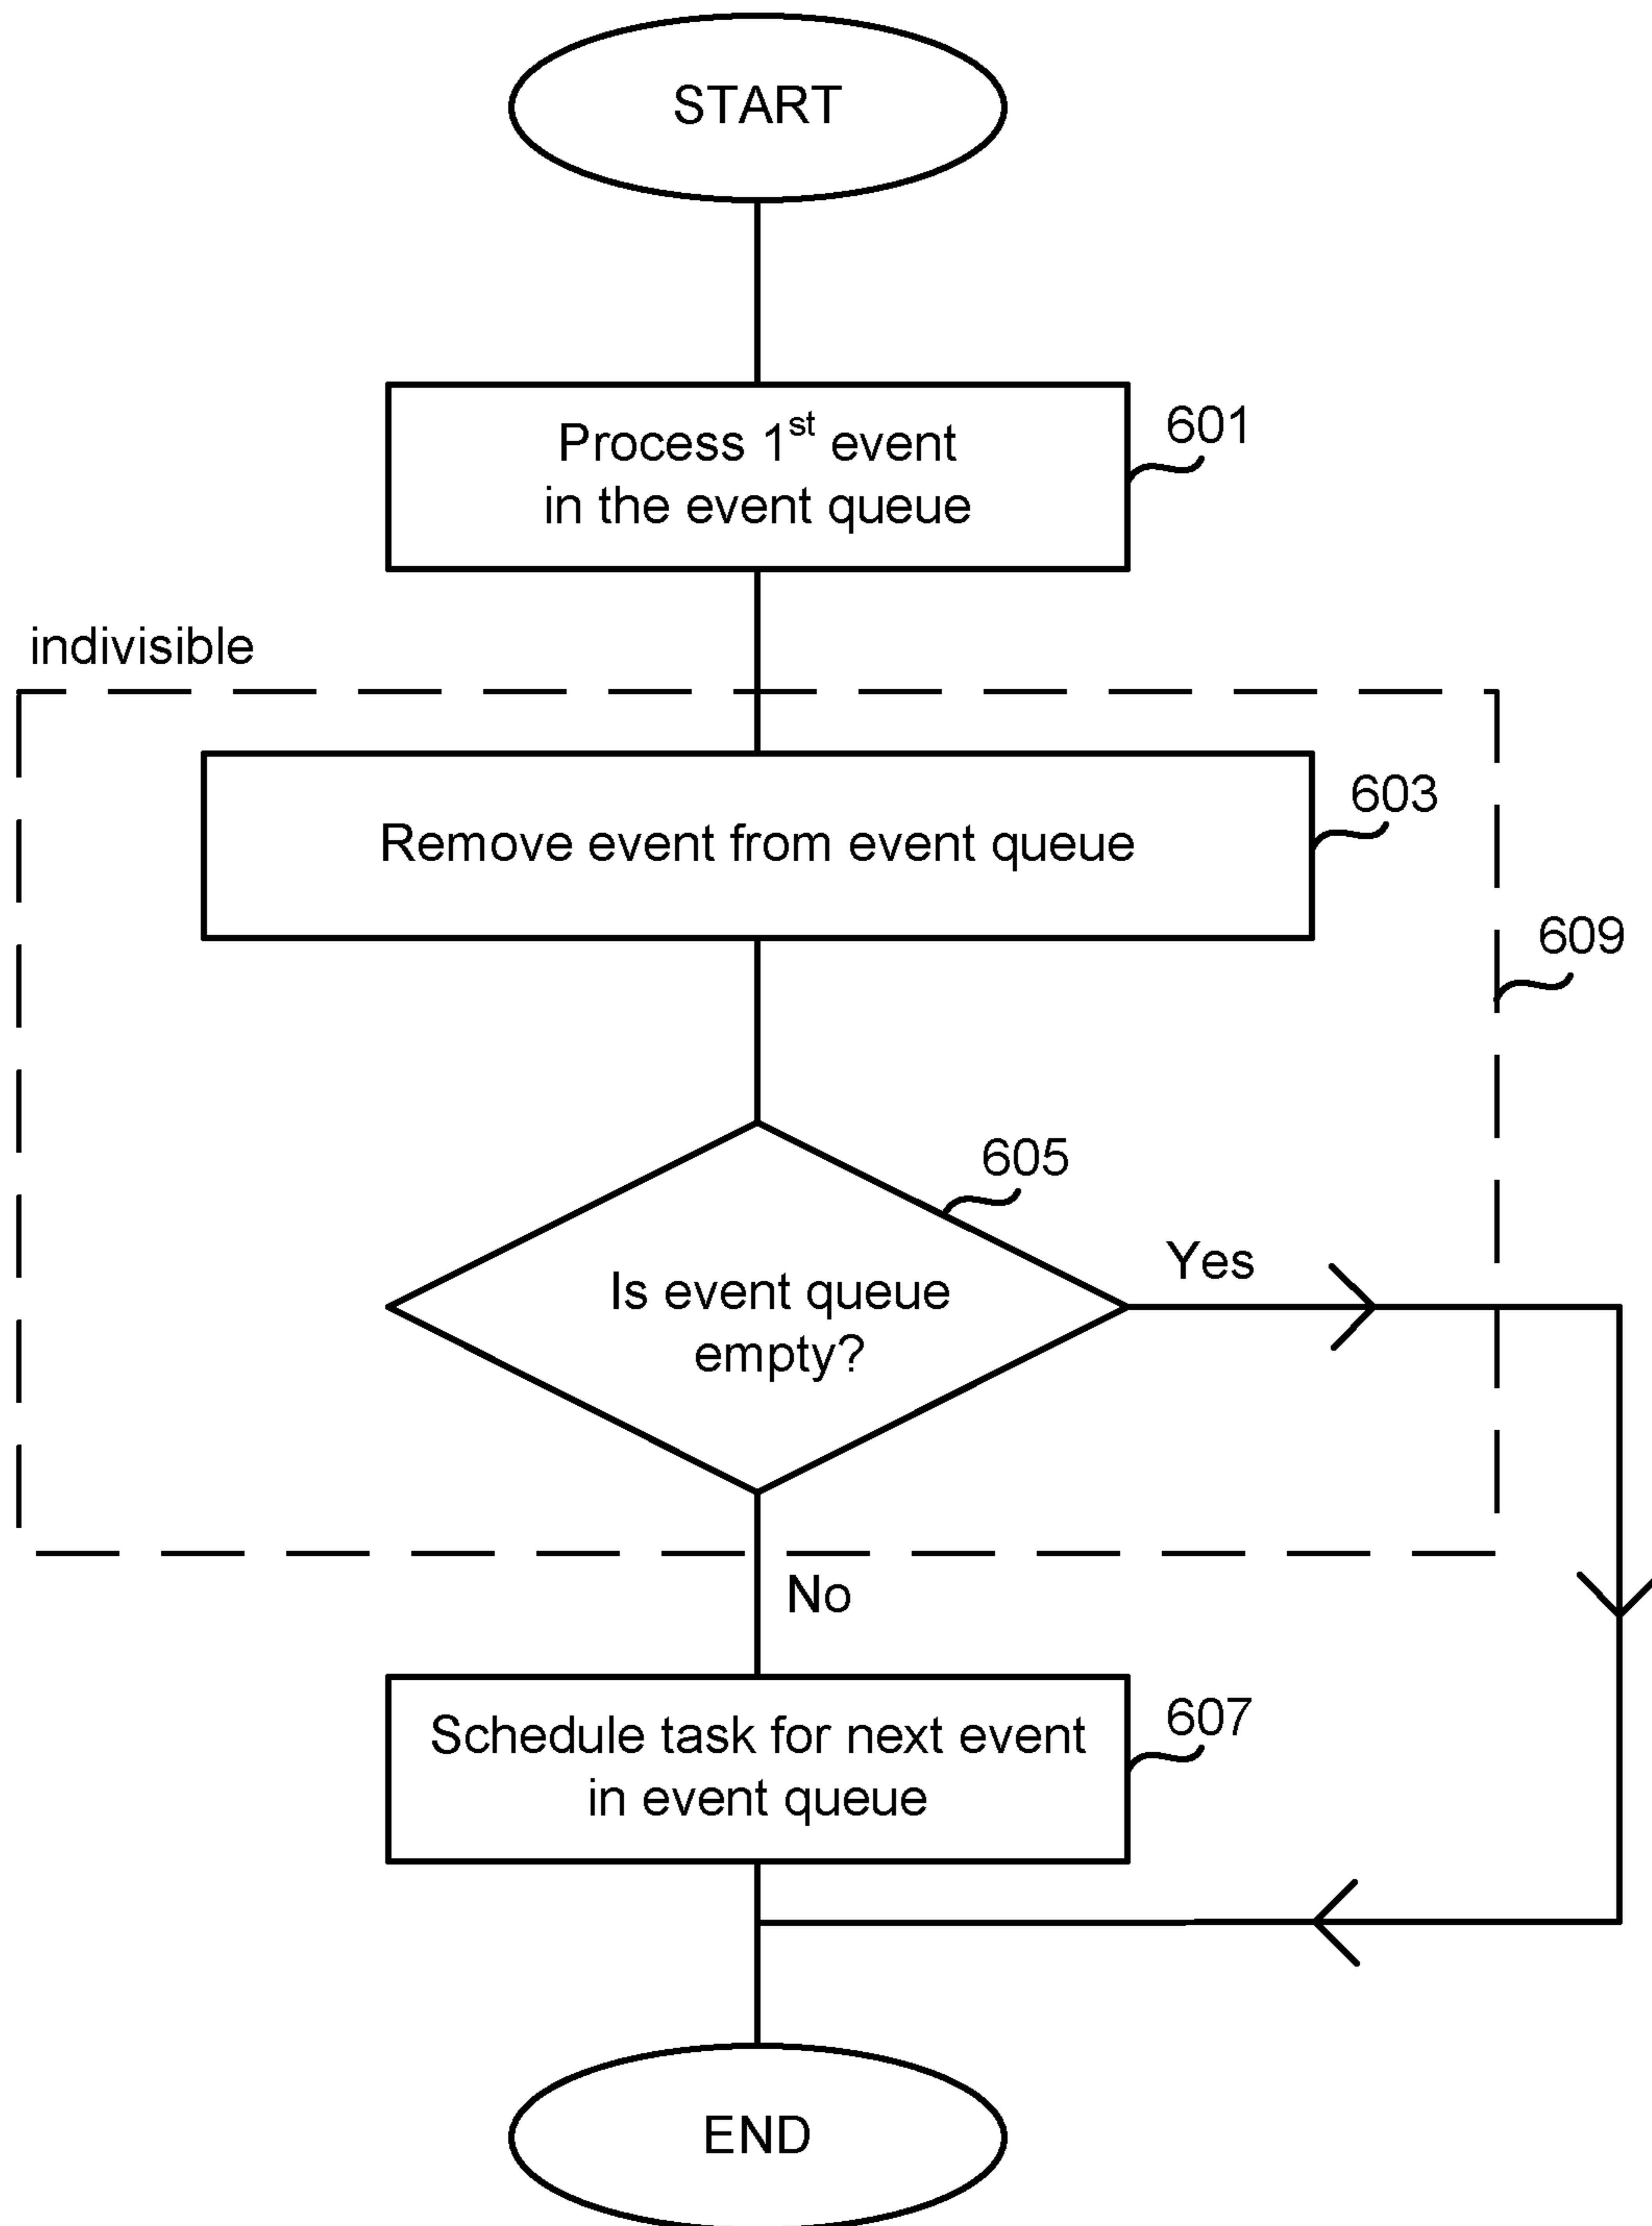 START
Process 1st event
in the event queue
601
indivisible
Remove event from event queue
603
609
605
Is event queue
empty?
Yes
No
Schedule task for next event
in event queue
607
END